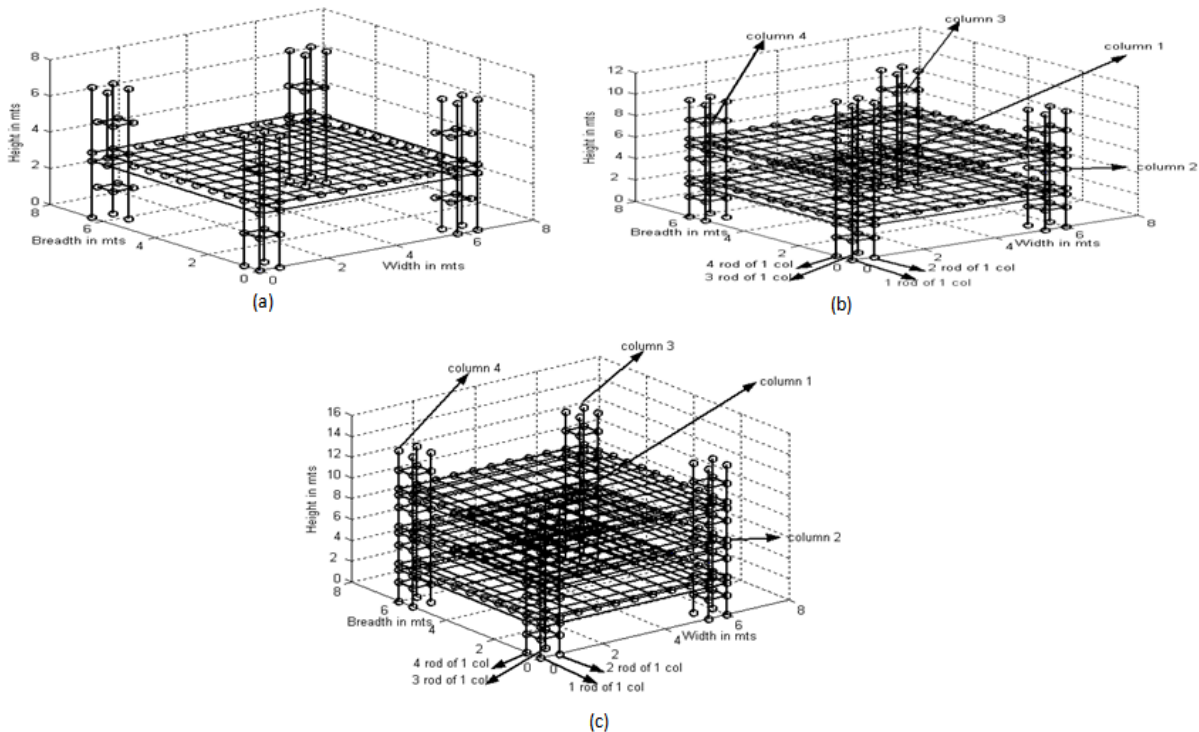 8
6
4
2
0
Height in mts
8
6
4
2
0
Breadth in mts
0
2
4
6
8
Width in mts
(a)
column 3
column 4
column 1
column 2
12
10
8
6
4
2
0
Height in mts
8
6
4
2
0
Breadth in mts
0
2
4
6
8
Width in mts
4 rod of 1 col
3 rod of 1 col
2 rod of 1 col
1 rod of 1 col
(b)
column 3
column 4
column 1
column 2
16
14
12
10
8
6
4
2
0
Height in mts
8
6
4
2
0
Breadth in mts
0
2
4
6
8
Width in mts
4 rod of 1 col
3 rod of 1 col
2 rod of 1 col
1 rod of 1 col
(c)